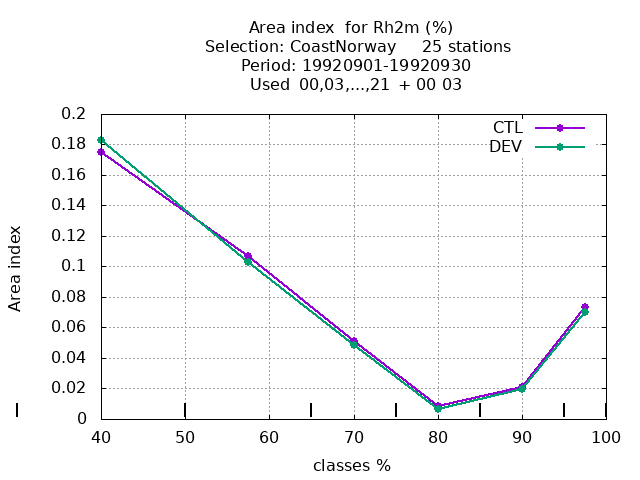 Area index for Rh2m (%)
Selection: CoastNorway 25 stations
Period: 19920901-19920930
Used 00,03,...,21 + 00 03
CTL
DEV
Area index
0.2
0.18
0.16
0.14
0.12
0.1
0.08
0.06
0.04
0.02
0
40 50 60 70 80 90 100
classes %